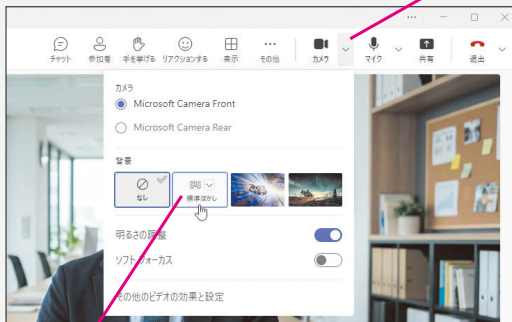 チャット 参加者 手を挙げる リアクションする 表示 その他 カメラ マイク 共有 退出
カメラ
Microsoft Camera Front
Microsoft Camera Rear
背景
なし 標準ぼかし
明るさの調整
ソフト フォーカス
その他のビデオの効果と設定